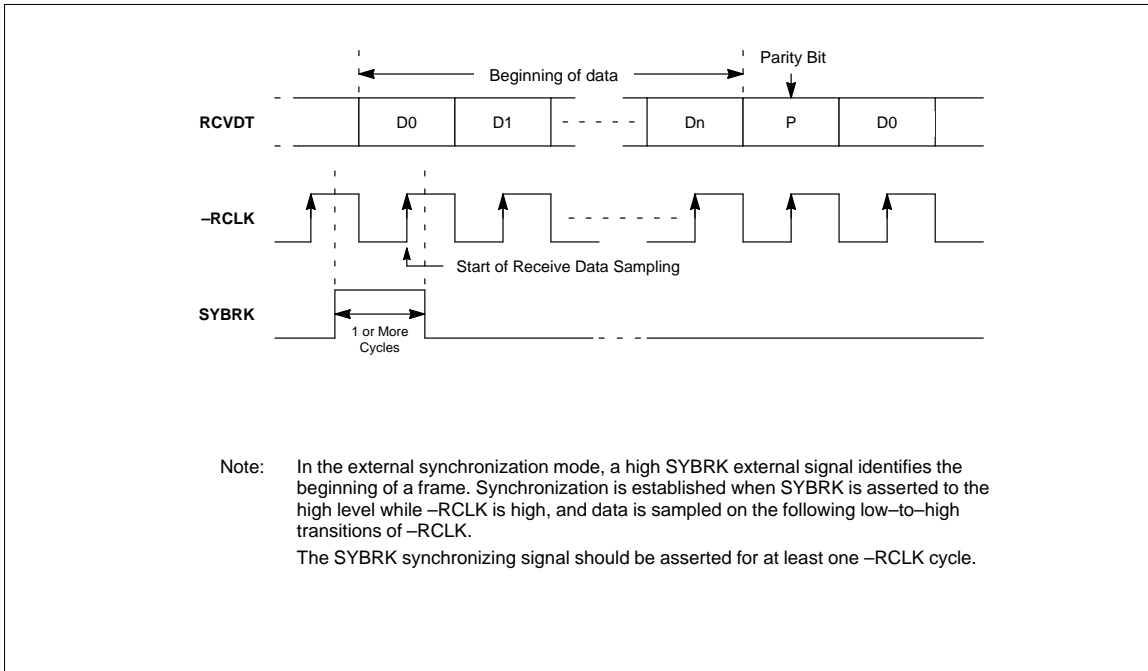 Parity Bit
Beginning of data
RCVDT
D0
D1
Dn
P
D0
–RCLK
Start of Receive Data Sampling
SYBRK
1 or More
Cycles
Note: In the external synchronization mode, a high SYBRK external signal identifies the
beginning of a frame. Synchronization is established when SYBRK is asserted to the
high level while –RCLK is high, and data is sampled on the following low–to–high
transitions of –RCLK.
The SYBRK synchronizing signal should be asserted for at least one –RCLK cycle.